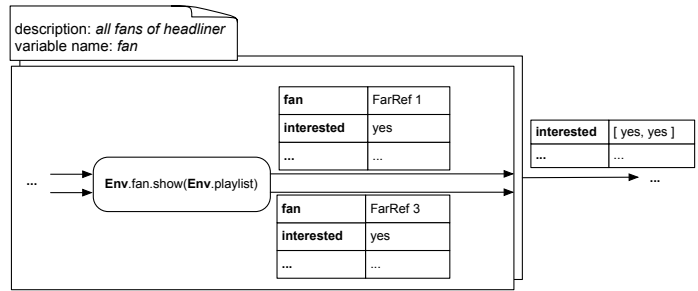 description: all fans of headliner
variable name: fan
fan FarRef 1
interested yes
... ...
interested [ yes, yes ]
... ...
... Env.fan.show(Env.playlist) ...
fan FarRef 3
interested yes
... ...